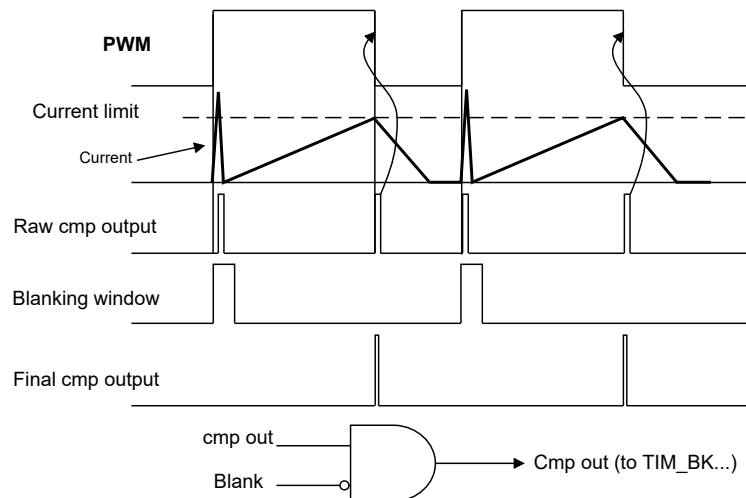 PWM
Current limit
Current
Raw cmp output
Blanking window
Final cmp output
cmp out
Blank
Cmp out (to TIM_BK...)